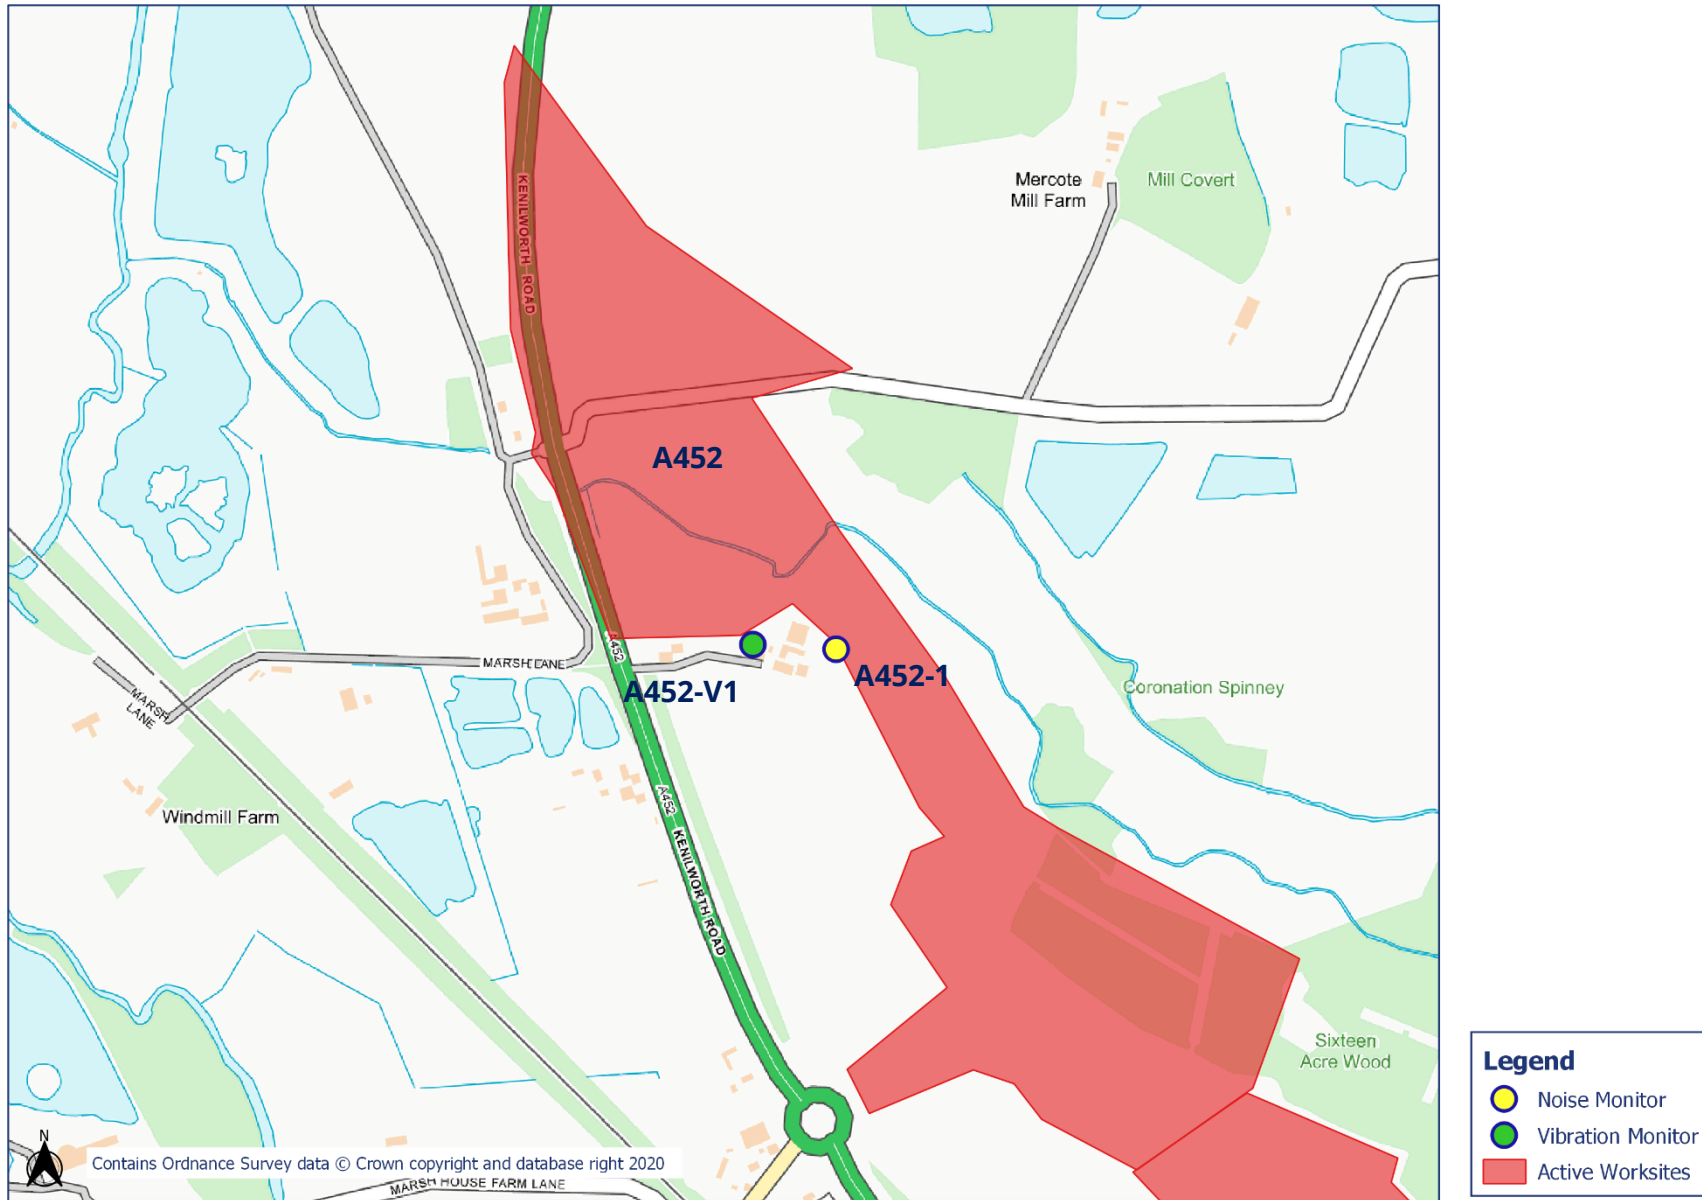 KENILWORTH ROAD
Mercote
Mill Farm
Mill Covert
A452
A452
MARSH LANE
A452-V1
A452-1
Coronation Spinney
MARSH
LANE
A452
KENILWORTH ROAD
Windmill Farm
Sixteen
Acre Wood
N
Contains Ordnance Survey data © Crown copyright and database right 2020
MARSH HOUSE FARM LANE
Legend
Noise Monitor
Vibration Monitor
Active Worksites